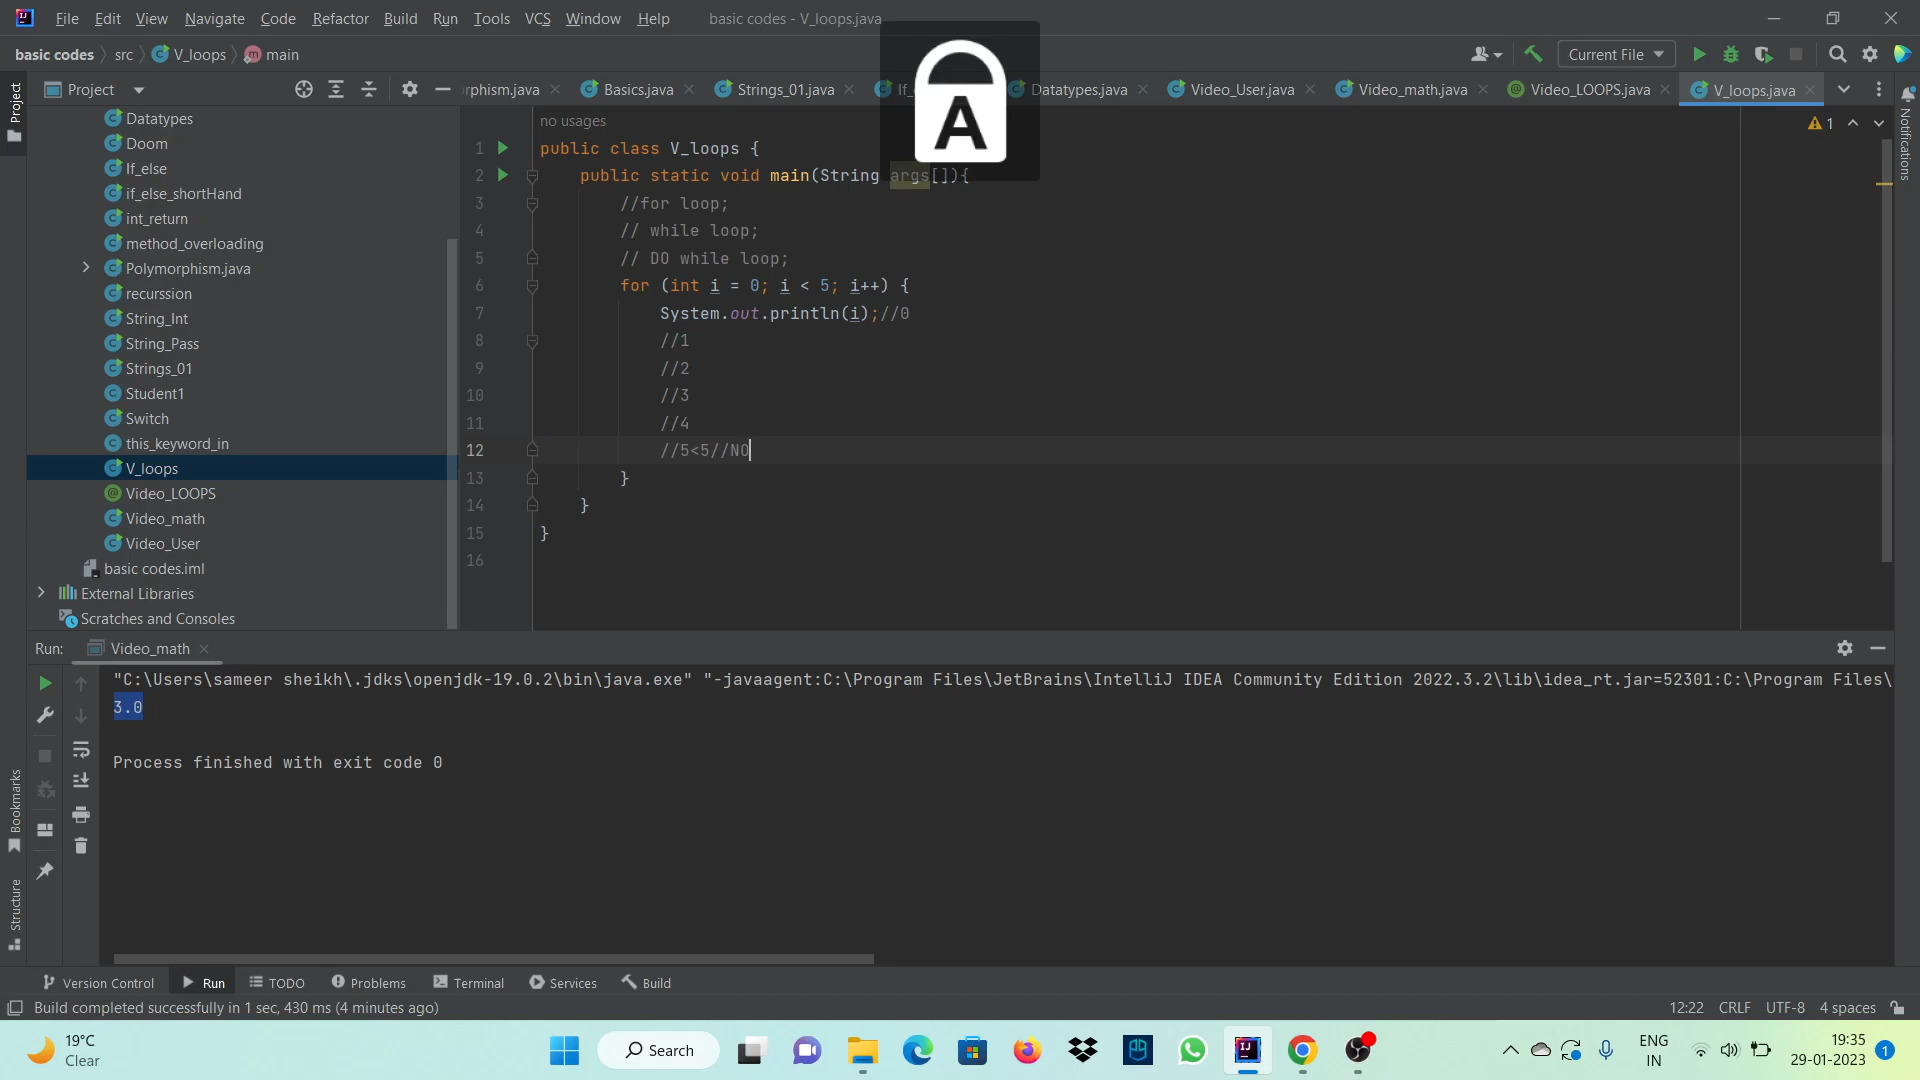 File Edit View Navigate Code Refactor Build Run Tools VCS Window Help basic codes - V_loops.java
basic codes src V_loops main
Current File
Project
Project
rphism.java Basics.java Strings_01.java If_ Datatypes.java Video_User.java Video_math.java Video_LOOPS.java V_loops.java
A
Notifications
Datatypes
Doom
If_else
if_else_shortHand
int_return
method_overloading
Polymorphism.java
recurssion
String_Int
String_Pass
Strings_01
Student1
Switch
this_keyword_in
V_loops
Video_LOOPS
Video_math
Video_User
basic codes.iml
External Libraries
Scratches and Consoles
no usages
1
1 public class V_loops {
2 public static void main(String args[]){
3 //for loop;
4 // while loop;
5 // DO while loop;
6 for (int i = 0; i < 5; i++) {
7 System.out.println(i);//0
8 //1
9 //2
10 //3
11 //4
12 //5<5//NO
13 }
14 }
15 }
16
Run: Video_math
"C:\Users\sameer sheikh\.jdks\openjdk-19.0.2\bin\java.exe" "-javaagent:C:\Program Files\JetBrains\IntelliJ IDEA Community Edition 2022.3.2\lib\idea_rt.jar=52301:C:\Program Files\
3.0
Process finished with exit code 0
Bookmarks
Structure
Version Control Run TODO Problems Terminal Services Build
Build completed successfully in 1 sec, 430 ms (4 minutes ago) 12:22 CRLF UTF-8 4 spaces
19°C
Clear
Search
ENG
IN
19:35
29-01-2023
1